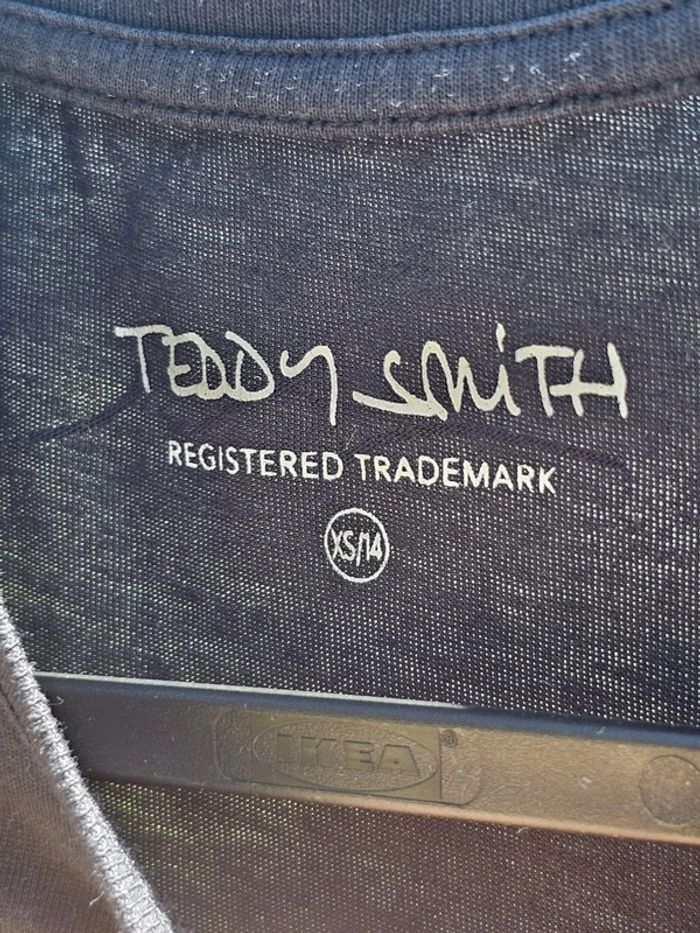 TEDDY SMiTH
REGISTERED TRADEMARK
XS/14
IKEA®